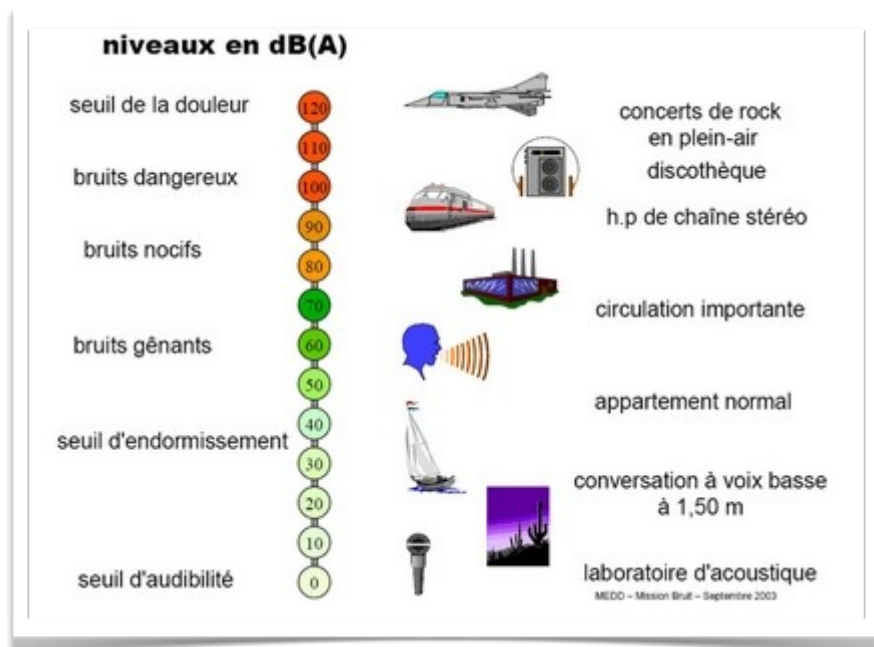 niveaux en dB(A)
seuil de la douleur
120
concerts de rock
en plein-air
110
discothèque
bruits dangereux
100
h.p de chaîne stéréo
90
bruits nocifs
80
70
circulation importante
bruits gênants
60
50
appartement normal
40
seuil d'endormissement
30
conversation à voix basse
à 1,50 m
20
10
seuil d'audibilité
0
laboratoire d'acoustique
MEDD – Mission Bruit – Septembre 2003